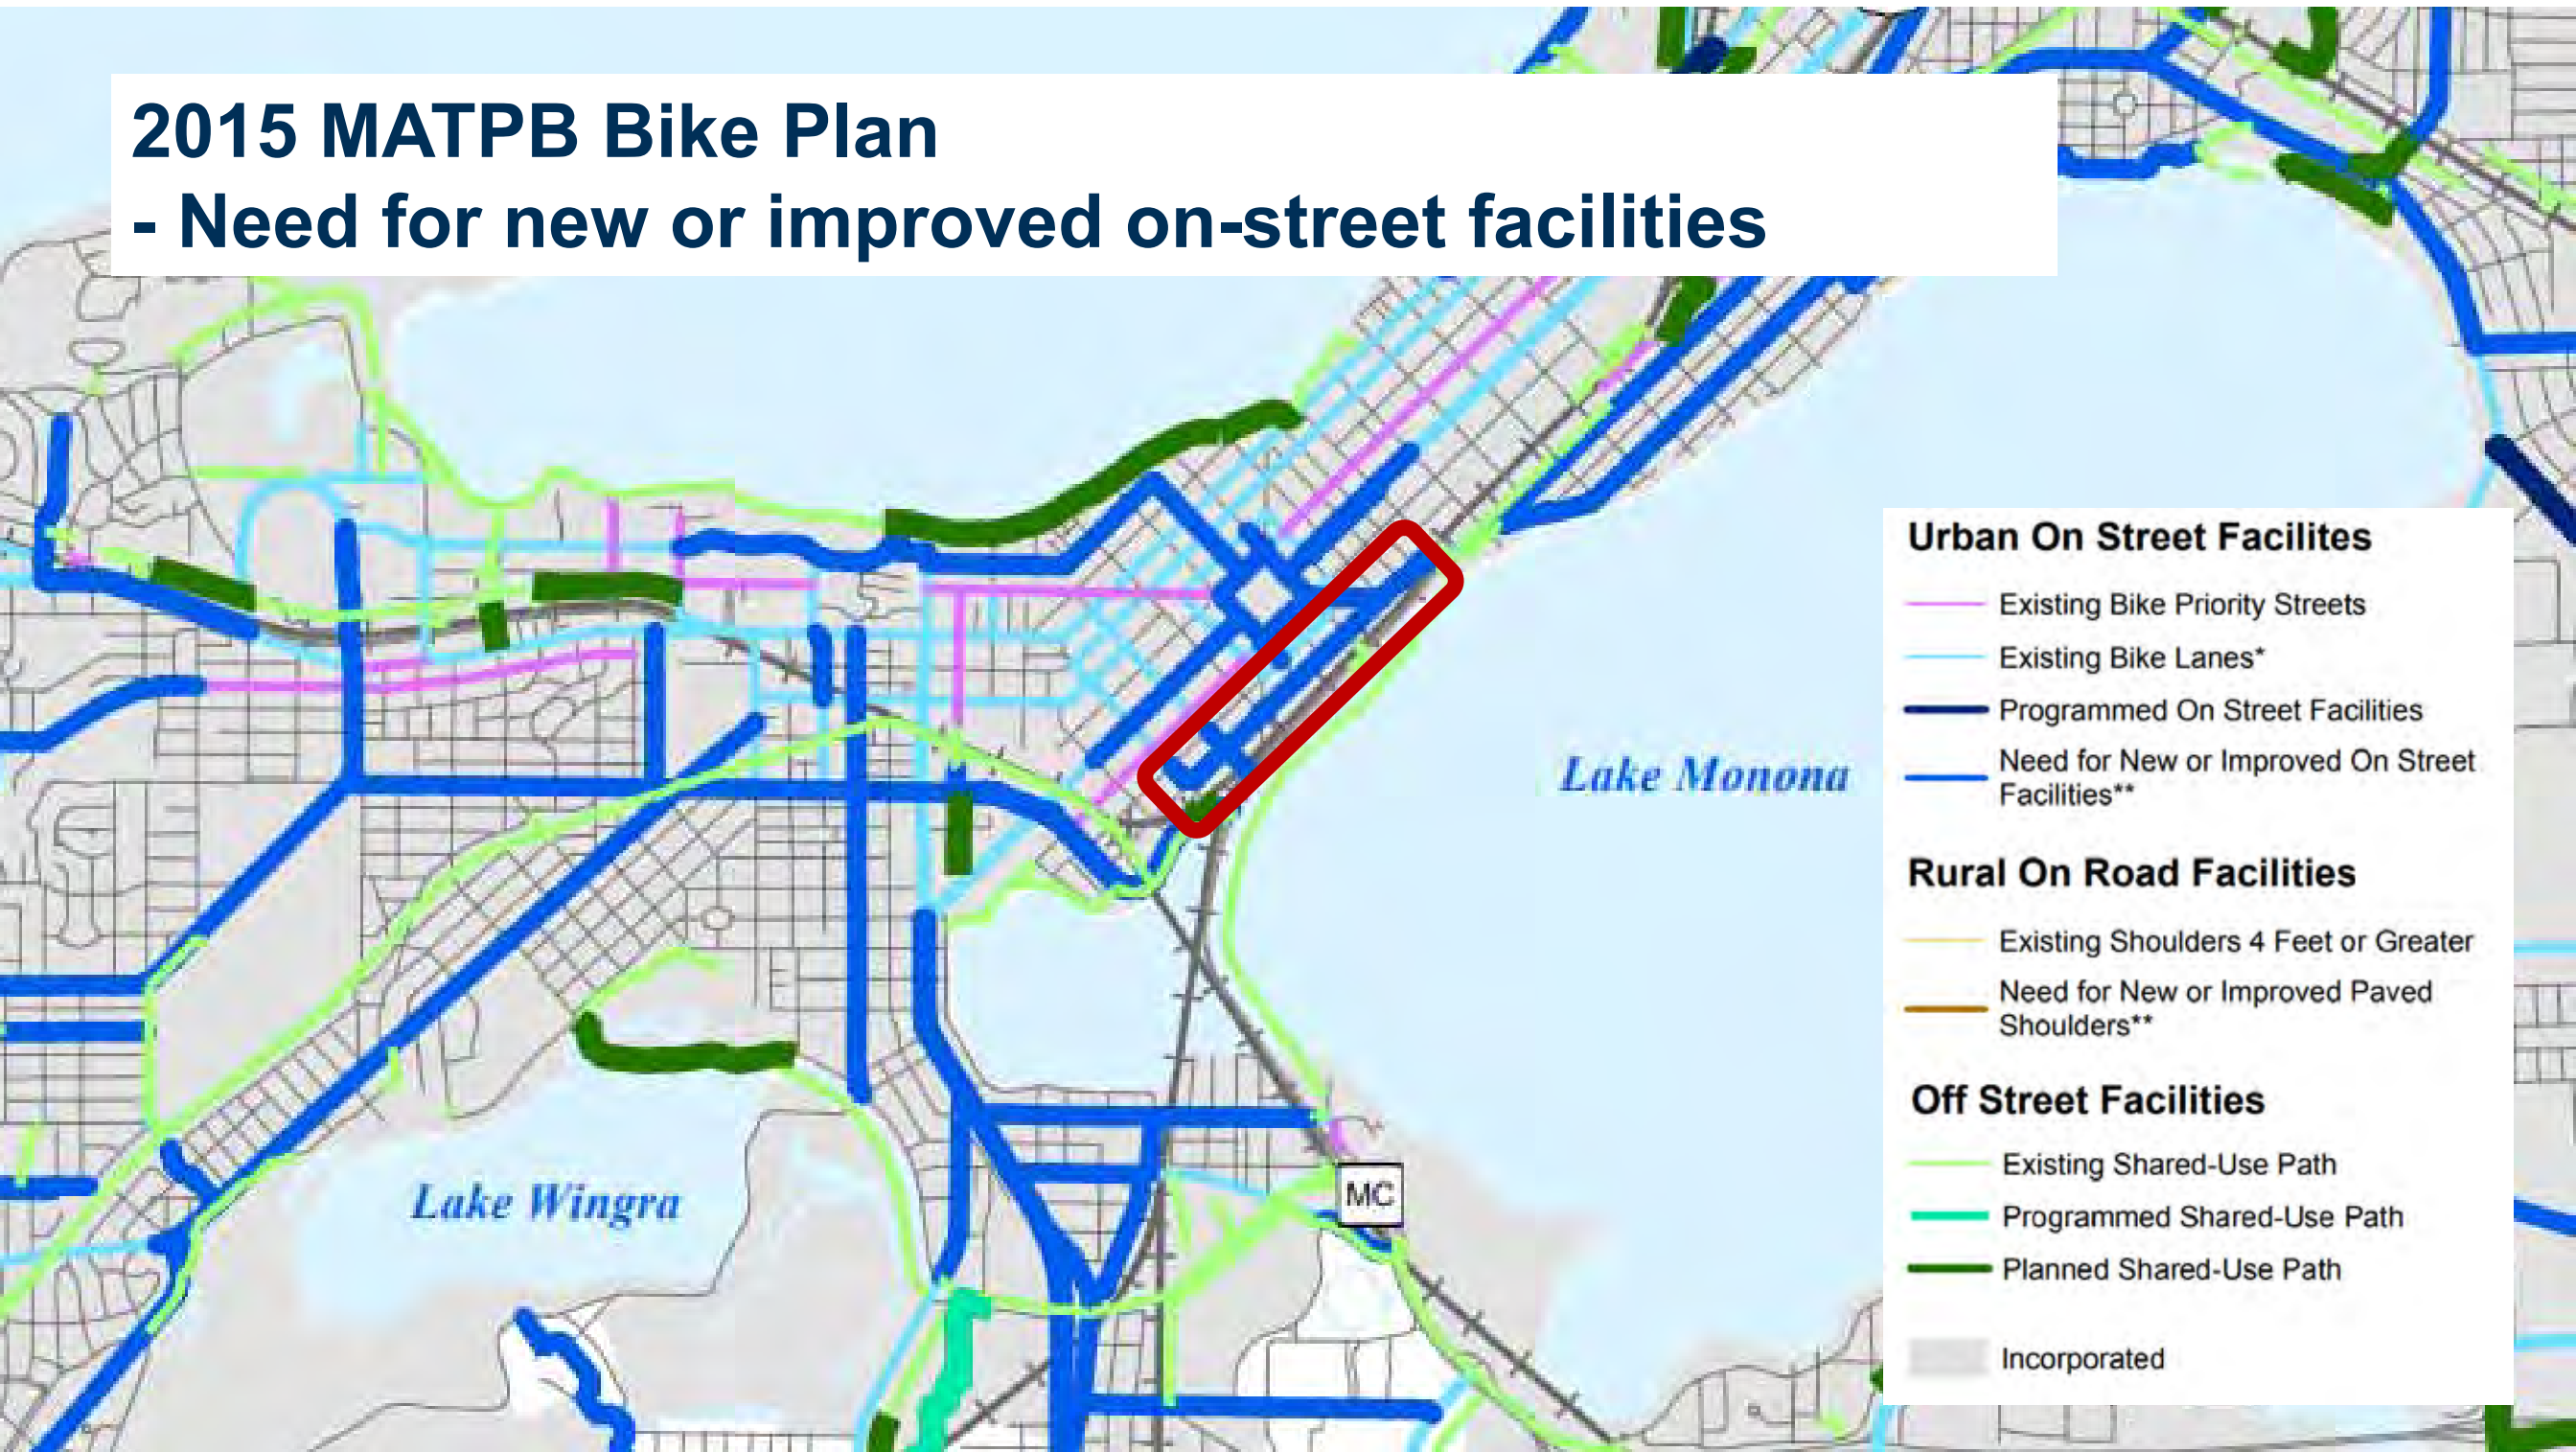 2015 MATPB Bike Plan
- Need for new or improved on-street facilities
Lake Monona
Lake Wingra
MC
Urban On Street Facilites
Existing Bike Priority Streets
Existing Bike Lanes*
Programmed On Street Facilities
Need for New or Improved On Street
Facilities**
Rural On Road Facilities
Existing Shoulders 4 Feet or Greater
Need for New or Improved Paved
Shoulders**
Off Street Facilities
Existing Shared-Use Path
Programmed Shared-Use Path
Planned Shared-Use Path
Incorporated